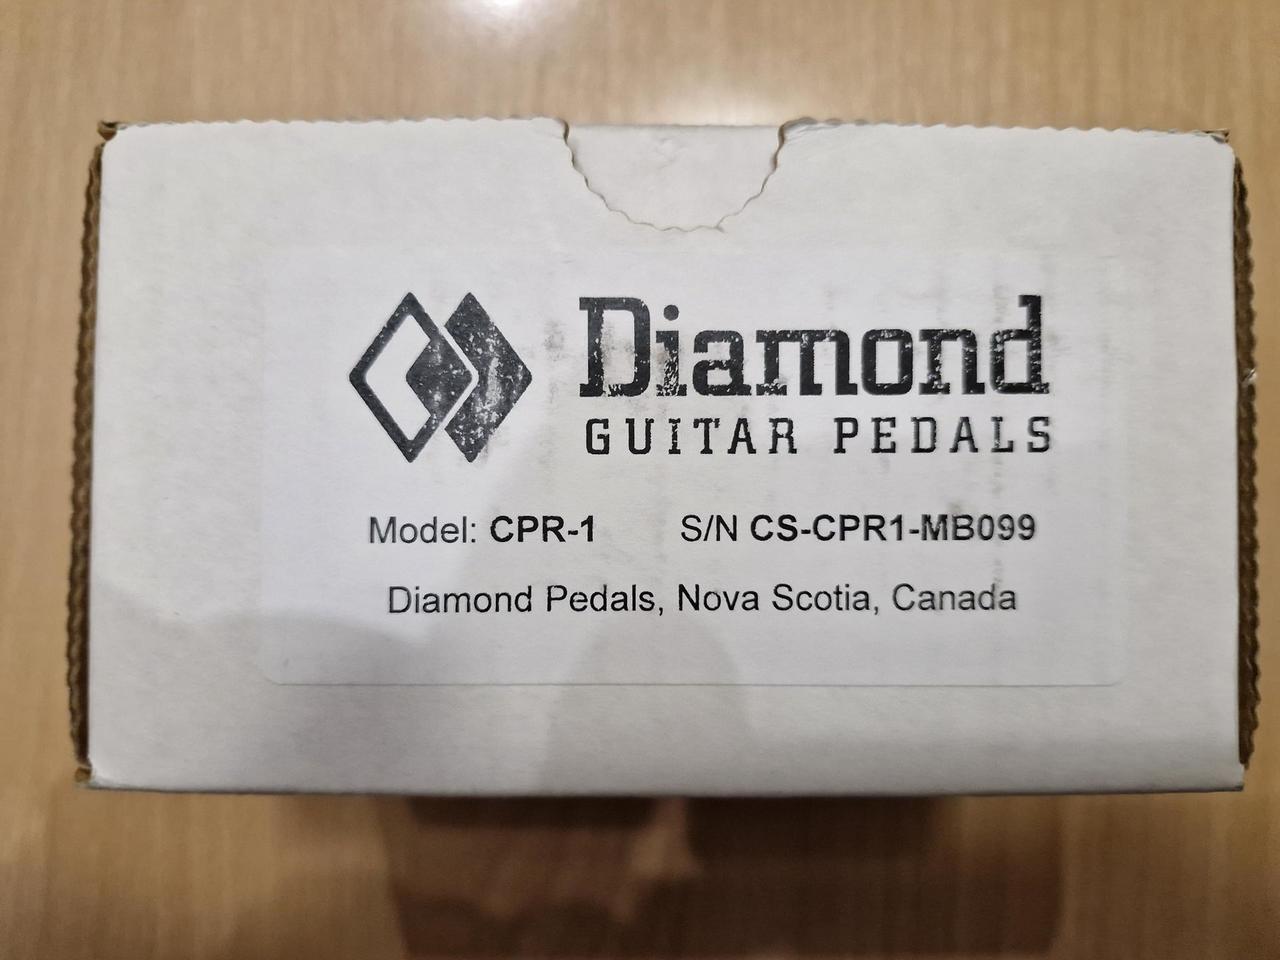 Diamond
GUITAR PEDALS
Model: CPR-1 S/N CS-CPR1-MB099
Diamond Pedals, Nova Scotia, Canada